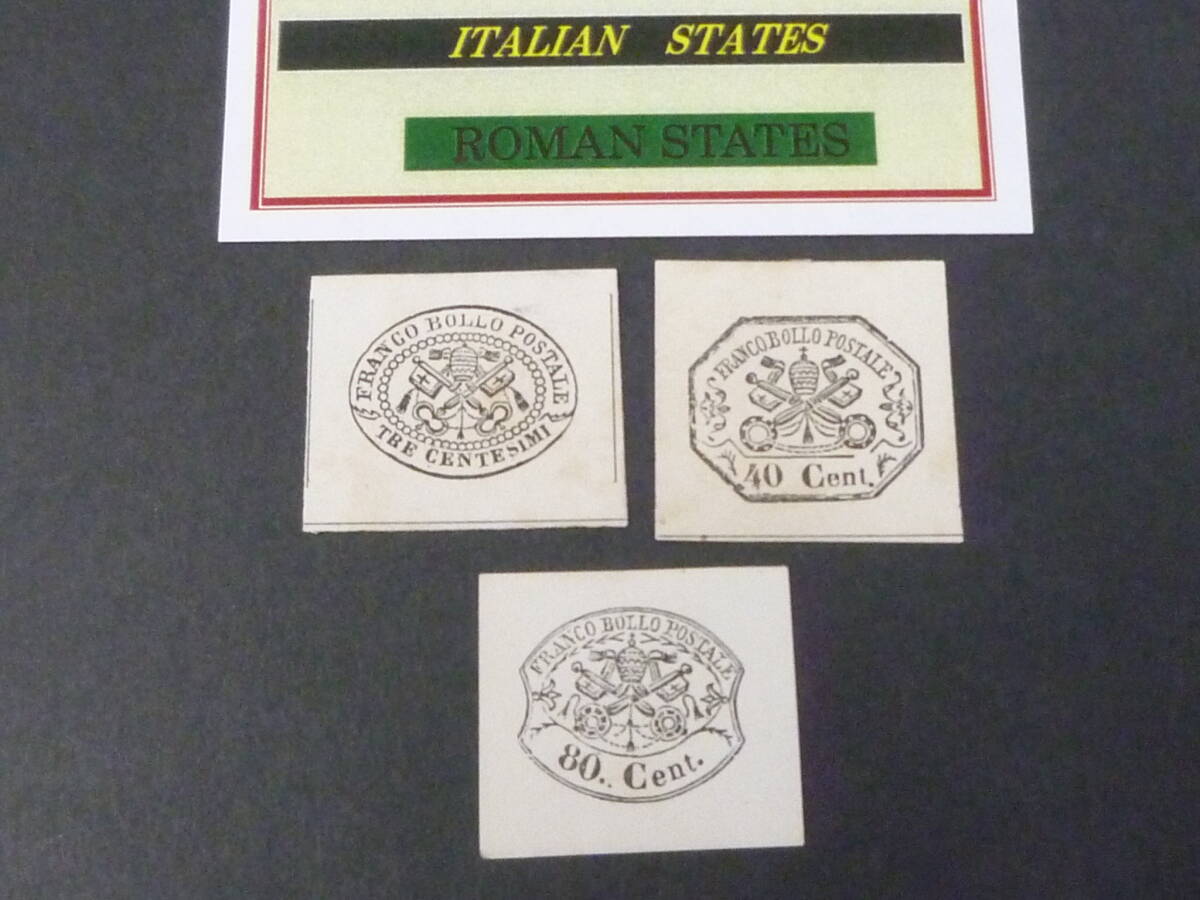 ITALIAN STATES
ROMAN STATES
FRANCO BOLLO POSTALE
TRE CENTESIMI
FRANCO BOLLO POSTALE
40 Cent.
FRANCO BOLLO POSTALE
80.. Cent.